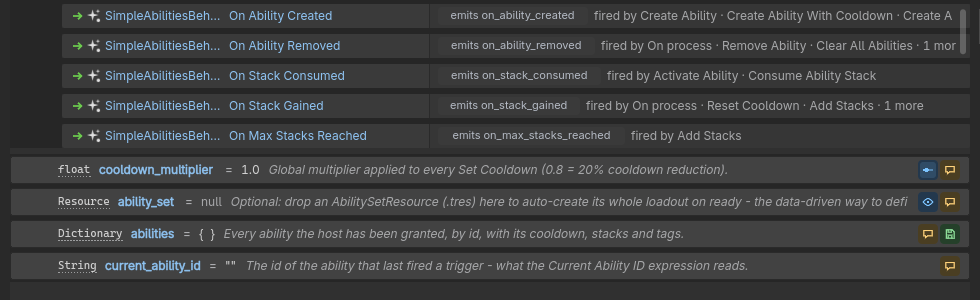 SimpleAbilitiesBeh... On Ability Created emits on_ability_created fired by Create Ability · Create Ability With Cooldown · Create A
SimpleAbilitiesBeh... On Ability Removed emits on_ability_removed fired by On process · Remove Ability · Clear All Abilities · 1 mor
SimpleAbilitiesBeh... On Stack Consumed emits on_stack_consumed fired by Activate Ability · Consume Ability Stack
SimpleAbilitiesBeh... On Stack Gained emits on_stack_gained fired by On process · Reset Cooldown · Add Stacks · 1 more
SimpleAbilitiesBeh... On Max Stacks Reached emits on_max_stacks_reached fired by Add Stacks
float cooldown_multiplier = 1.0 Global multiplier applied to every Set Cooldown (0.8 = 20% cooldown reduction).
Resource ability_set = null Optional: drop an AbilitySetResource (.tres) here to auto-create its whole loadout on ready - the data-driven way to defi
Dictionary abilities = { } Every ability the host has been granted, by id, with its cooldown, stacks and tags.
String current_ability_id = "" The id of the ability that last fired a trigger - what the Current Ability ID expression reads.